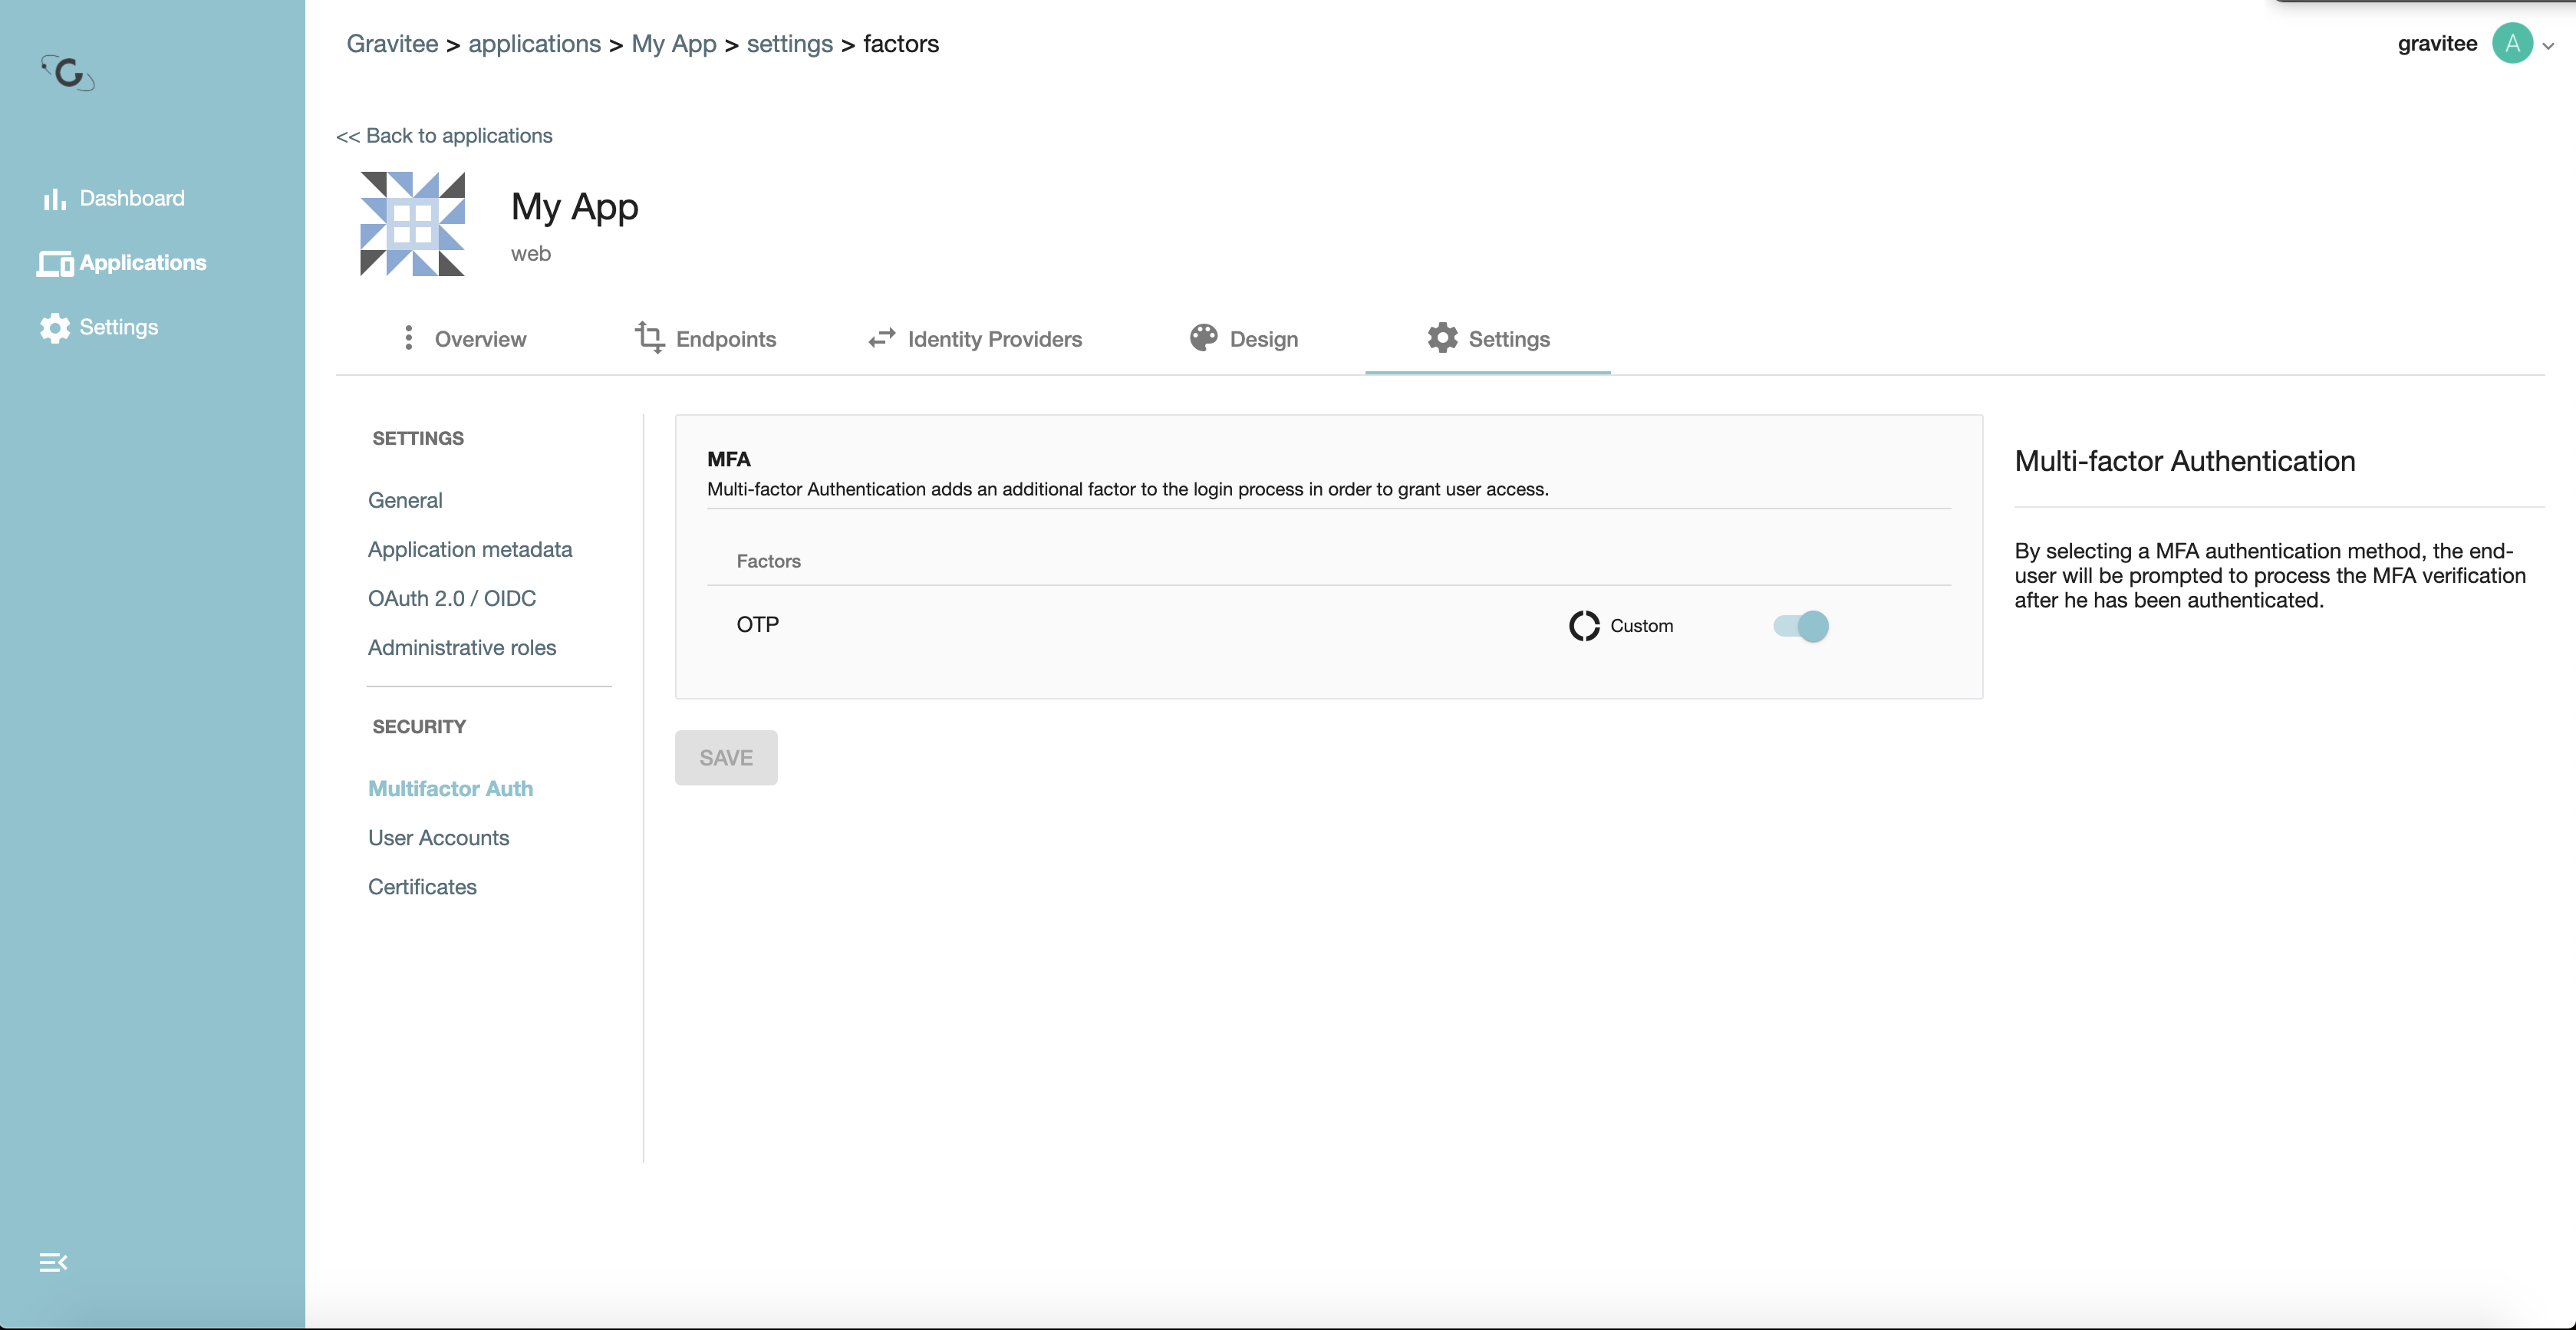 Gravitee > applications > My App > settings > factors
gravitee
A
<< Back to applications
My App
web
Dashboard
Applications
Settings
Overview
Endpoints
Identity Providers
Design
Settings
SETTINGS
General
Application metadata
OAuth 2.0 / OIDC
Administrative roles
SECURITY
Multifactor Auth
User Accounts
Certificates
MFA
Multi-factor Authentication adds an additional factor to the login process in order to grant user access.
Factors
OTP
Custom
SAVE
Multi-factor Authentication
By selecting a MFA authentication method, the end-
user will be prompted to process the MFA verification
after he has been authenticated.